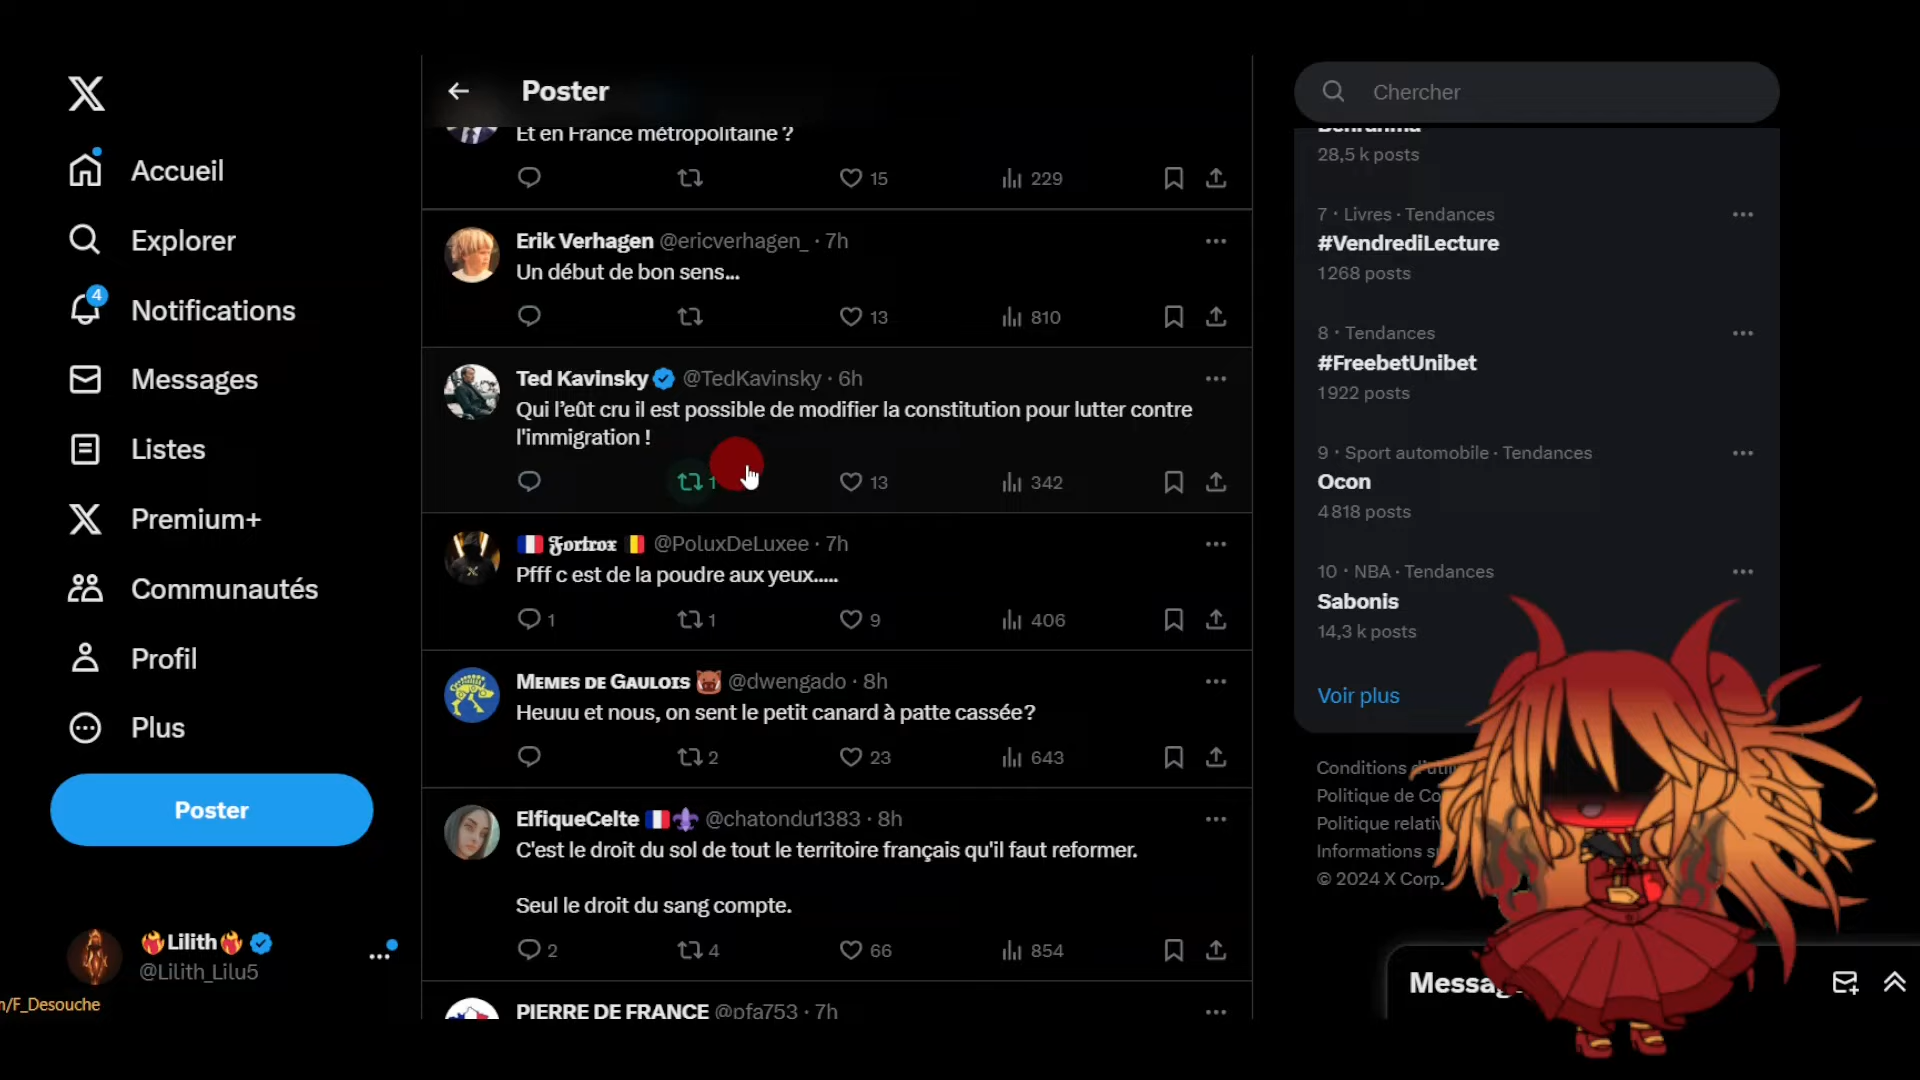 Accueil
Explorer
4
Notifications
Messages
Listes
Premium+
Communautés
Profil
Plus
Poster
Lilith
@Lilith_Lilu5
n/F_Desouche
Poster
Et en France métropolitaine ?
15
229
Erik Verhagen @ericverhagen_ · 7h
Un début de bon sens...
13
810
Ted Kavinsky @TedKavinsky · 6h
Qui l'eût cru il est possible de modifier la constitution pour lutter contre
l'immigration !
1
13
342
Fortrox @PoluxDeLuxee · 7h
Pfff c est de la poudre aux yeux.....
1
1
9
406
MEMES DE GAULOIS @dwengado · 8h
Heuuu et nous, on sent le petit canard à patte cassée?
2
23
643
ElfiqueCelte @chatondu1383 · 8h
C'est le droit du sol de tout le territoire français qu'il faut reformer.
Seul le droit du sang compte.
2
4
66
854
PIERRE DE FRANCE @pfa753 · 7h
Chercher
Benrahma
28,5 k posts
7 · Livres · Tendances
#VendrediLecture
1268 posts
8 · Tendances
#FreebetUnibet
1922 posts
9 · Sport automobile · Tendances
Ocon
4818 posts
10 · NBA · Tendances
Sabonis
14,3 k posts
Voir plus
Conditions d'util
Politique de Co
Politique relativ
Informations s
© 2024 X Corp.
Messag